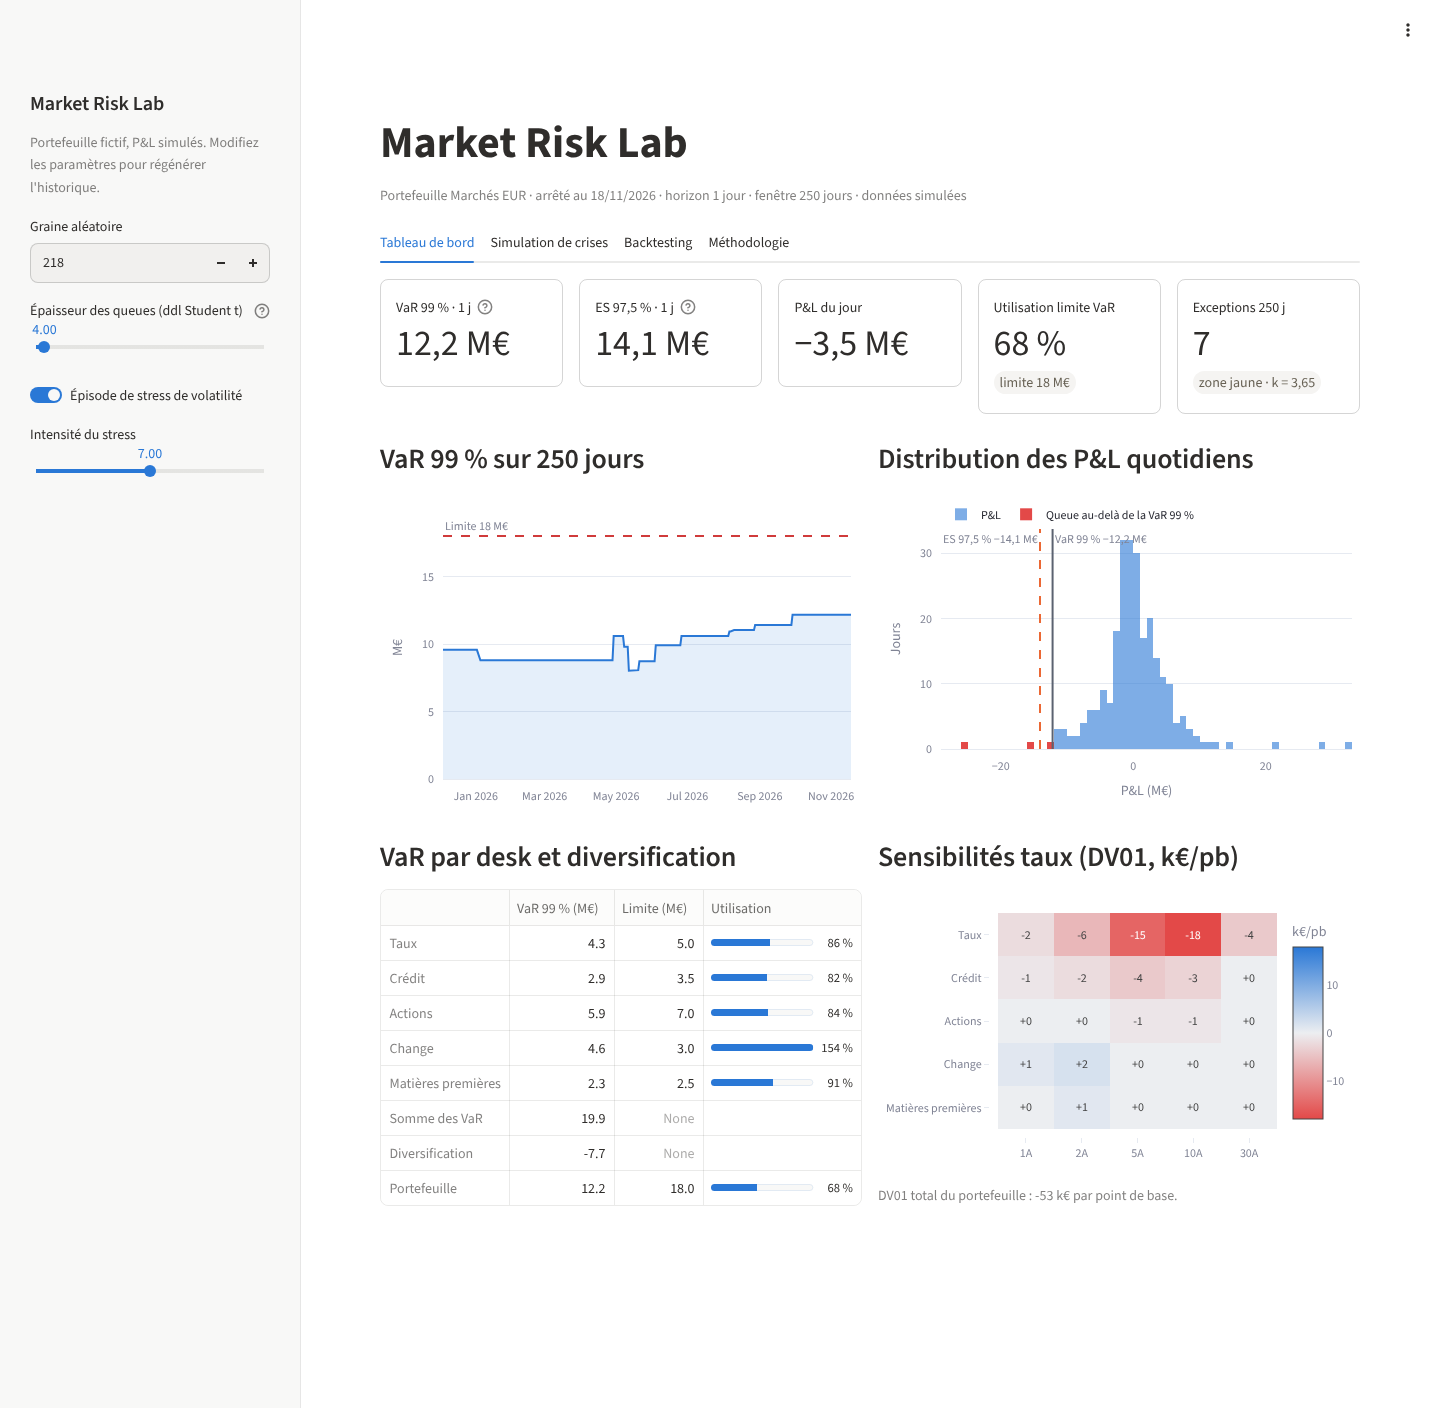 Market Risk Lab
Portefeuille fictif, P&L simulés. Modifiez
les paramètres pour régénérer
l'historique.
Graine aléatoire
218
Épaisseur des queues (ddl Student t)
4.00
Épisode de stress de volatilité
Intensité du stress
7.00
Market Risk Lab
Portefeuille Marchés EUR · arrêté au 18/11/2026 · horizon 1 jour · fenêtre 250 jours · données simulées
Tableau de bord Simulation de crises Backtesting Méthodologie
VaR 99 % · 1 j
12,2 M€
ES 97,5 % · 1 j
14,1 M€
P&L du jour
−3,5 M€
Utilisation limite VaR
68 %
limite 18 M€
Exceptions 250 j
7
zone jaune · k = 3,65
VaR 99 % sur 250 jours
Limite 18 M€
15
10
5
0
M€
Jan 2026 Mar 2026 May 2026 Jul 2026 Sep 2026 Nov 2026
Distribution des P&L quotidiens
P&L Queue au-delà de la VaR 99 %
ES 97,5 % −14,1 M€ VaR 99 % −12,2 M€
30
20
10
0
Jours
−20 0 20
P&L (M€)
VaR par desk et diversification
VaR 99 % (M€) Limite (M€) Utilisation
Taux 4.3 5.0 86 %
Crédit 2.9 3.5 82 %
Actions 5.9 7.0 84 %
Change 4.6 3.0 154 %
Matières premières 2.3 2.5 91 %
Somme des VaR 19.9 None
Diversification -7.7 None
Portefeuille 12.2 18.0 68 %
Sensibilités taux (DV01, k€/pb)
Taux -2 -6 -15 -18 -4
Crédit -1 -2 -4 -3 +0
Actions +0 +0 -1 -1 +0
Change +1 +2 +0 +0 +0
Matières premières +0 +1 +0 +0 +0
1A 2A 5A 10A 30A
k€/pb
10
0
−10
DV01 total du portefeuille : -53 k€ par point de base.